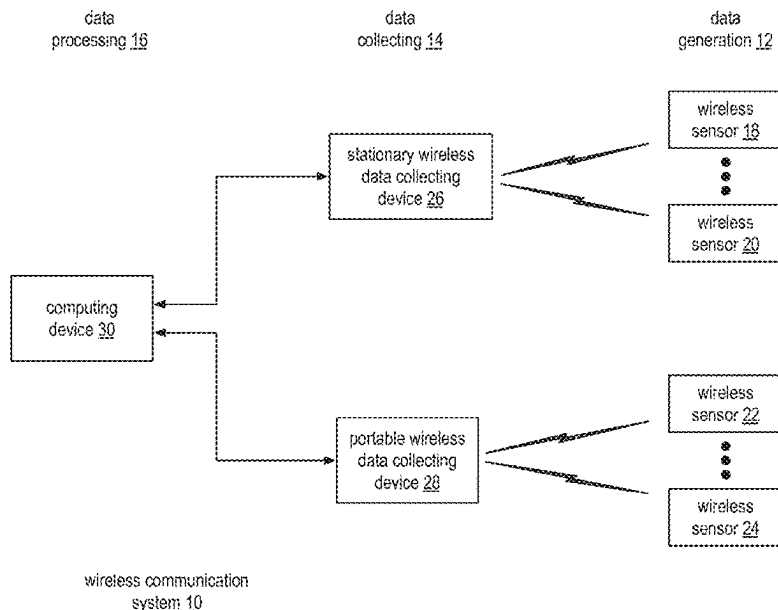 data
processing 16
data
collecting 14
data
generation 12
wireless
sensor 18
stationary wireless
data collecting
device 26
wireless
sensor 20
computing
device 30
wireless
sensor 22
portable wireless
data collecting
device 28
wireless
sensor 24
wireless communication
system 10